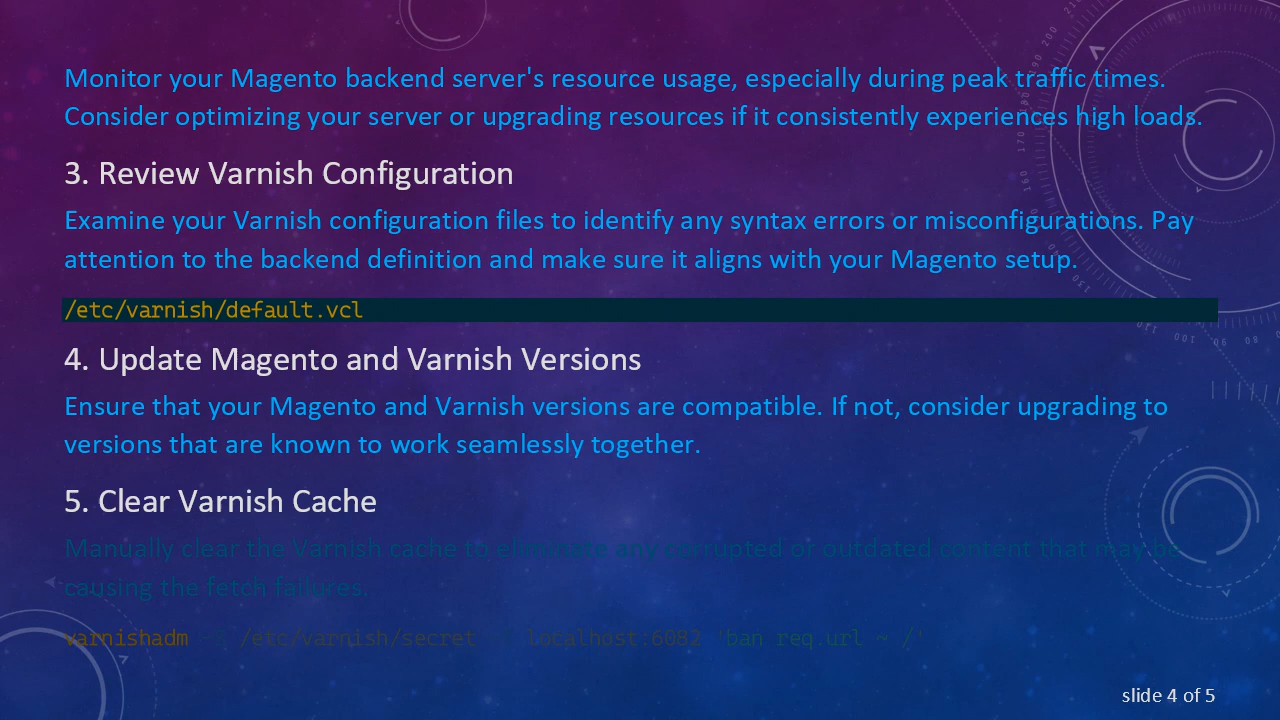 Monitor your Magento backend server's resource usage, especially during peak traffic times.
Consider optimizing your server or upgrading resources if it consistently experiences high loads.
3. Review Varnish Configuration
Examine your Varnish configuration files to identify any syntax errors or misconfigurations. Pay
attention to the backend definition and make sure it aligns with your Magento setup.
/etc/varnish/default.vcl
4. Update Magento and Varnish Versions
Ensure that your Magento and Varnish versions are compatible. If not, consider upgrading to
versions that are known to work seamlessly together.
5. Clear Varnish Cache
Manually clear the Varnish cache to eliminate any corrupted or outdated content that may be
causing the fetch failures.
varnishadm /etc/varnish/secret localhost:6082 'ban req.url ~ /'
slide 4 of 5